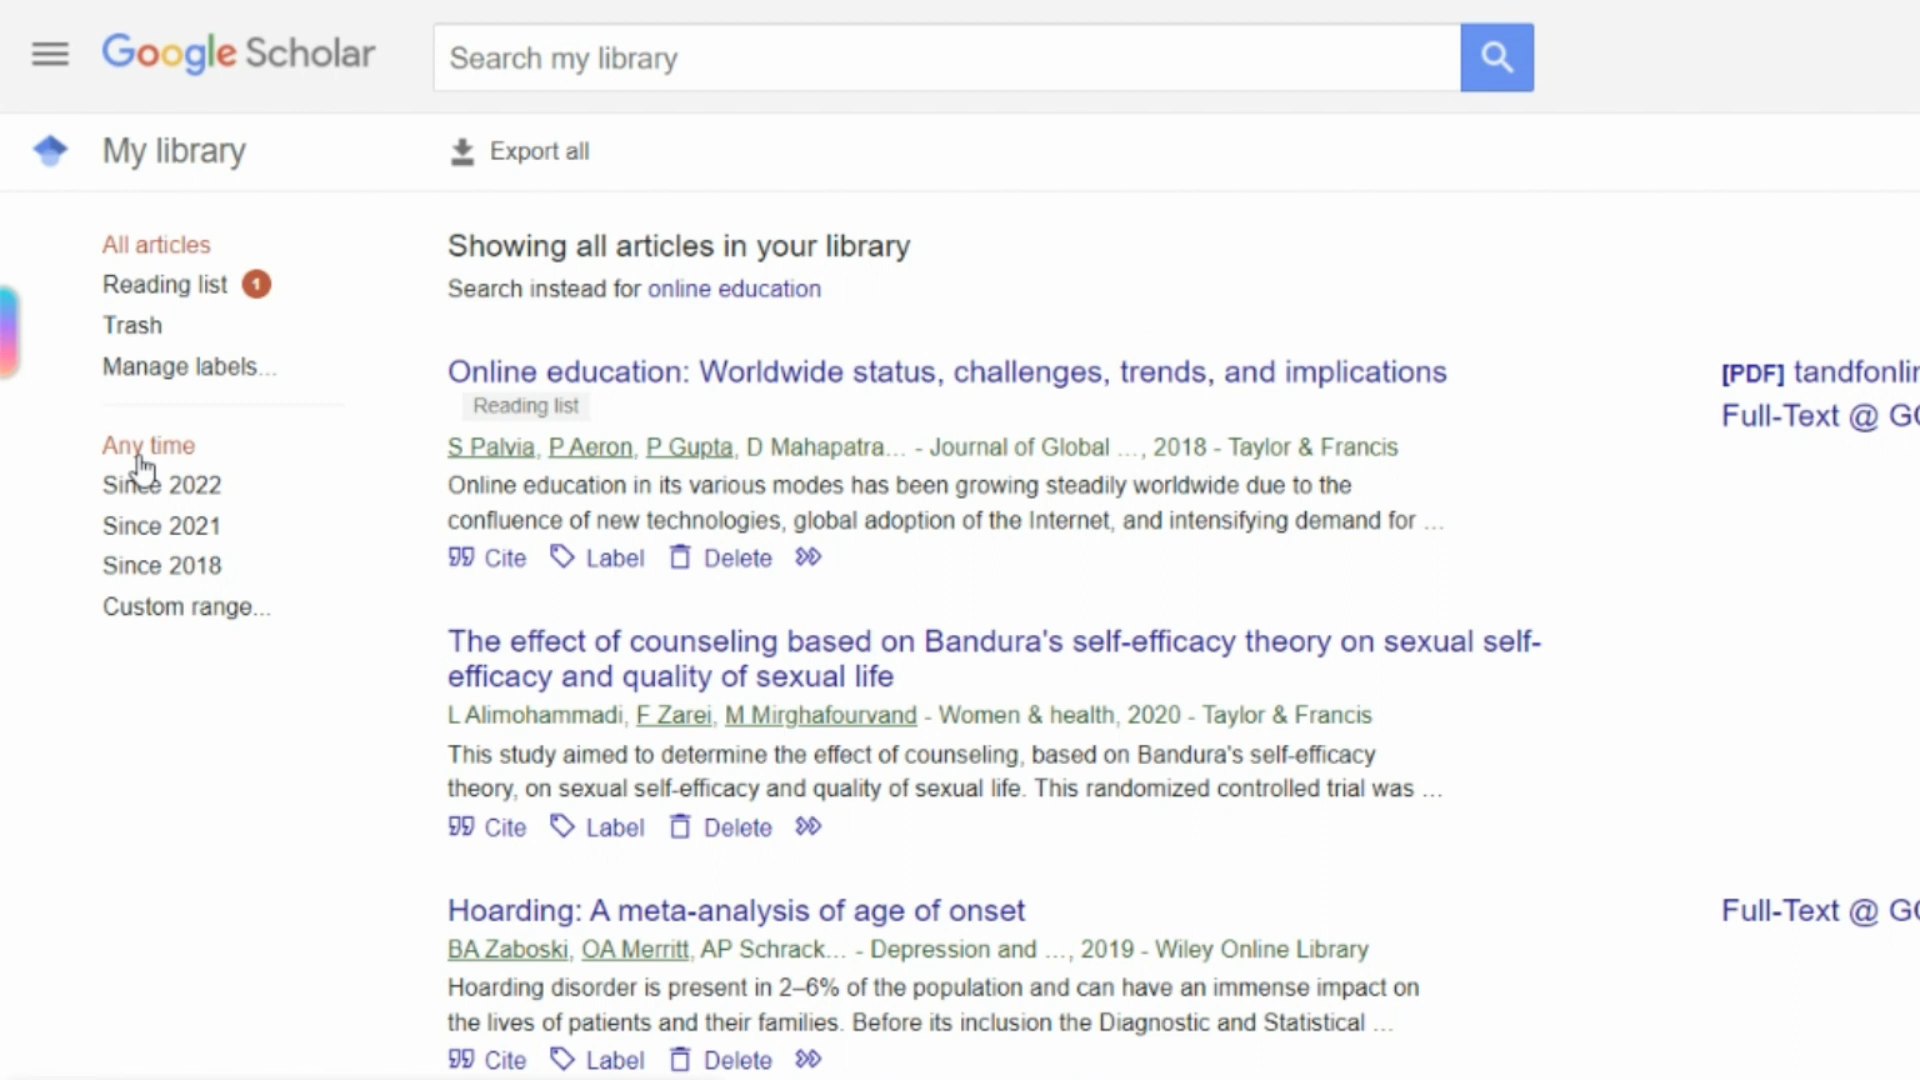 Google Scholar
Search my library
My library
Export all
All articles
Reading list 1
Trash
Manage labels...
Any time
Since 2022
Since 2021
Since 2018
Custom range...
Showing all articles in your library
Search instead for online education
Online education: Worldwide status, challenges, trends, and implications
Reading list
S Palvia, P Aeron, P Gupta, D Mahapatra... - Journal of Global ..., 2018 - Taylor & Francis
Online education in its various modes has been growing steadily worldwide due to the
confluence of new technologies, global adoption of the Internet, and intensifying demand for ...
Cite Label Delete
[PDF] tandfonlin
Full-Text @ GC
The effect of counseling based on Bandura's self-efficacy theory on sexual self-
efficacy and quality of sexual life
L Alimohammadi, F Zarei, M Mirghafourvand - Women & health, 2020 - Taylor & Francis
This study aimed to determine the effect of counseling, based on Bandura's self-efficacy
theory, on sexual self-efficacy and quality of sexual life. This randomized controlled trial was ...
Cite Label Delete
Hoarding: A meta-analysis of age of onset
BA Zaboski, OA Merritt, AP Schrack... - Depression and ..., 2019 - Wiley Online Library
Hoarding disorder is present in 2–6% of the population and can have an immense impact on
the lives of patients and their families. Before its inclusion the Diagnostic and Statistical ...
Cite Label Delete
Full-Text @ GC